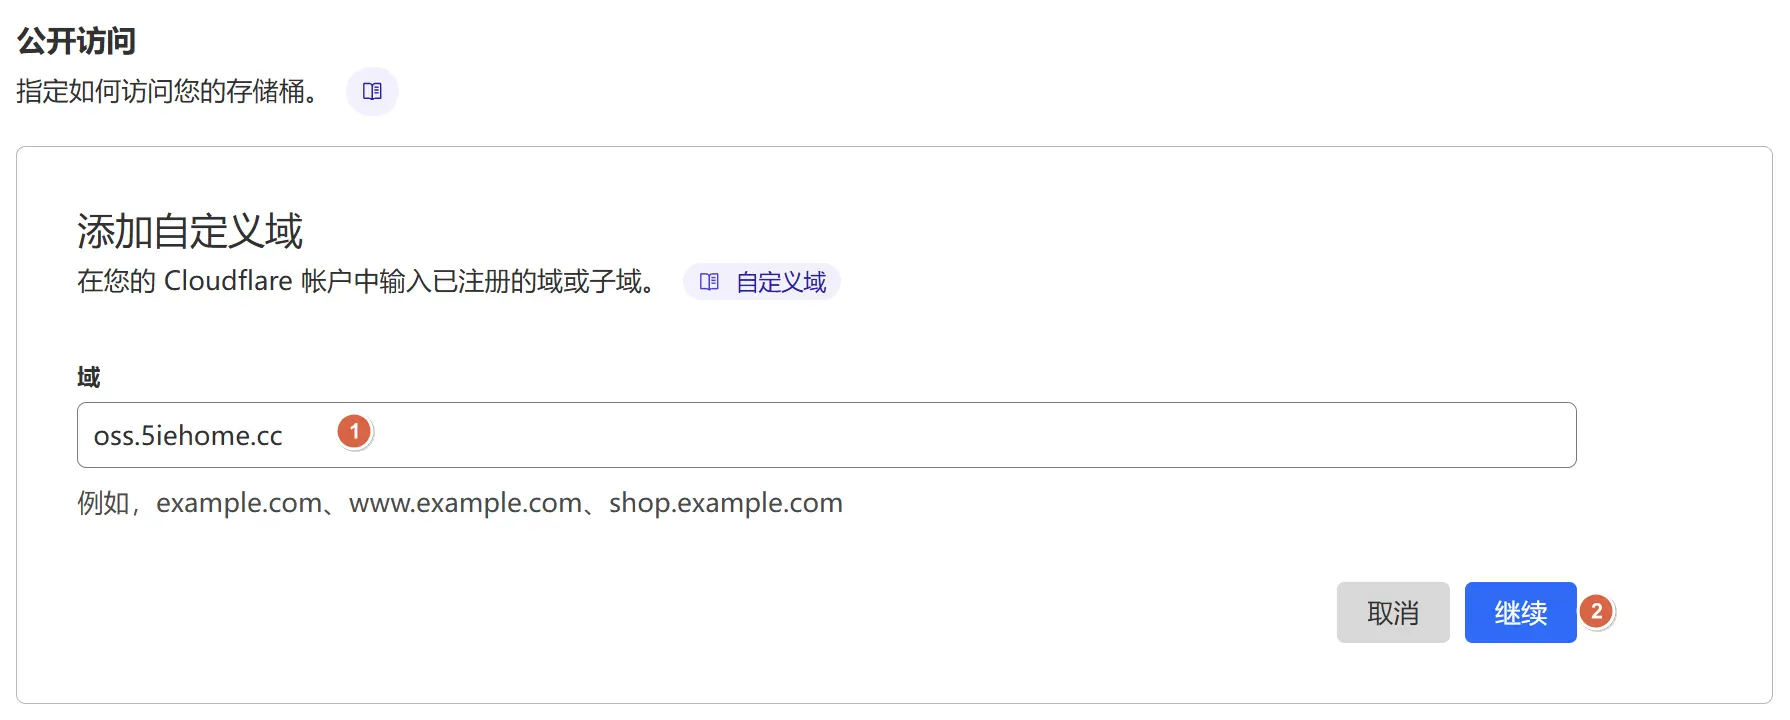 公开访问
指定如何访问您的存储桶。
添加自定义域
在您的 Cloudflare 帐户中输入已注册的域或子域。 自定义域
域
oss.5iehome.cc 1
例如，example.com、www.example.com、shop.example.com
取消 继续 2